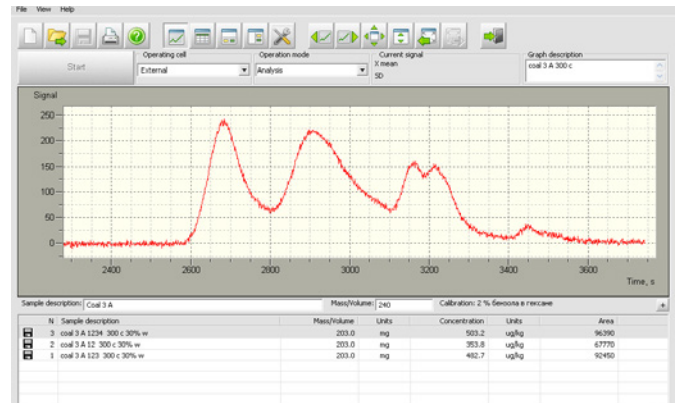 File View Help
Operating cell
Operation mode
Current signal
Graph description
Start
External
Analysis
X mean
SD
coal 3 A 300 c
Signal
250
200
150
100
50
0
2400 2600 2800 3000 3200 3400 3600
Time, s
Sample description: Coal 3 A Mass/Volume: 240 Calibration: 2 % бензола в гексане
N Sample description Mass/Volume Units Concentration Units Area
3 coal 3 A 1234 300 c 30% w 203.0 mg 503.2 ug/kg 96390
2 coal 3 A 12 300 c 30% w 203.0 mg 353.8 ug/kg 67770
1 coal 3 A 123 300 c 30% w 203.0 mg 482.7 ug/kg 92450